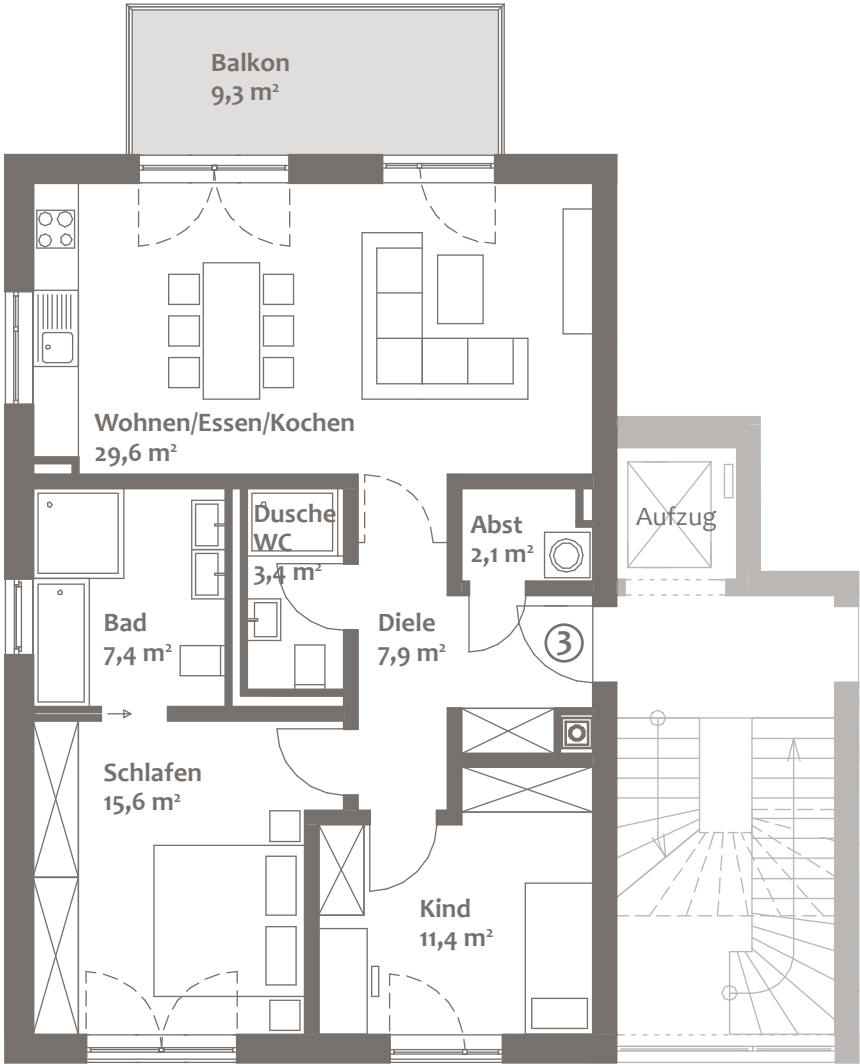 Balkon
9,3 m²
Wohnen/Essen/Kochen
29,6 m²
Dusche
WC
3,4 m²
Abst
2,1 m²
Aufzug
Bad
7,4 m²
Diele
7,9 m²
3
Schlafen
15,6 m²
Kind
11,4 m²